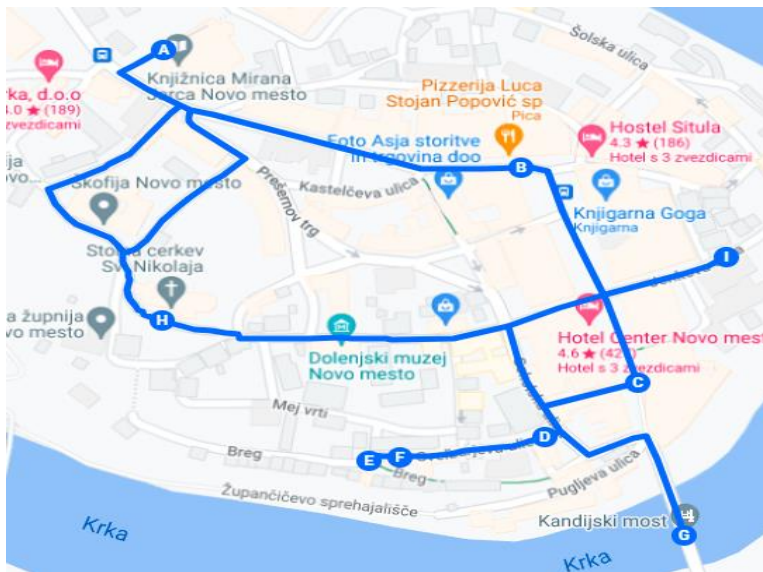 Šolska ulica
A
Knjižnica Mirana
Jarca Novo mesto
rka, d.o.o
4.0 ★ (189)
zvezdicami
Pizzerija Luca
Stojan Popović sp
Pica
Hostel Situla
4.3 ★ (186)
Hotel s 3 zvezdicami
Foto Asja storitve
in trgovina doo
B
Kastelčeva ulica
Prešernov trg
Škofija Novo mesto
Knjigarna Goga
Knjigarna
I
Stolna cerkev
Sv. Nikolaja
H
a župnija
vo mesto
Dolenjski muzej
Novo mesto
Hotel Center Novo mest
4.6 ★ (42
Hotel s 3 zvezdicami
C
Mej vrti
D
Breg
E
F
Breg
Pugljeva ulica
Župančičevo sprehajališče
Kandijski most
G
Krka
Krka